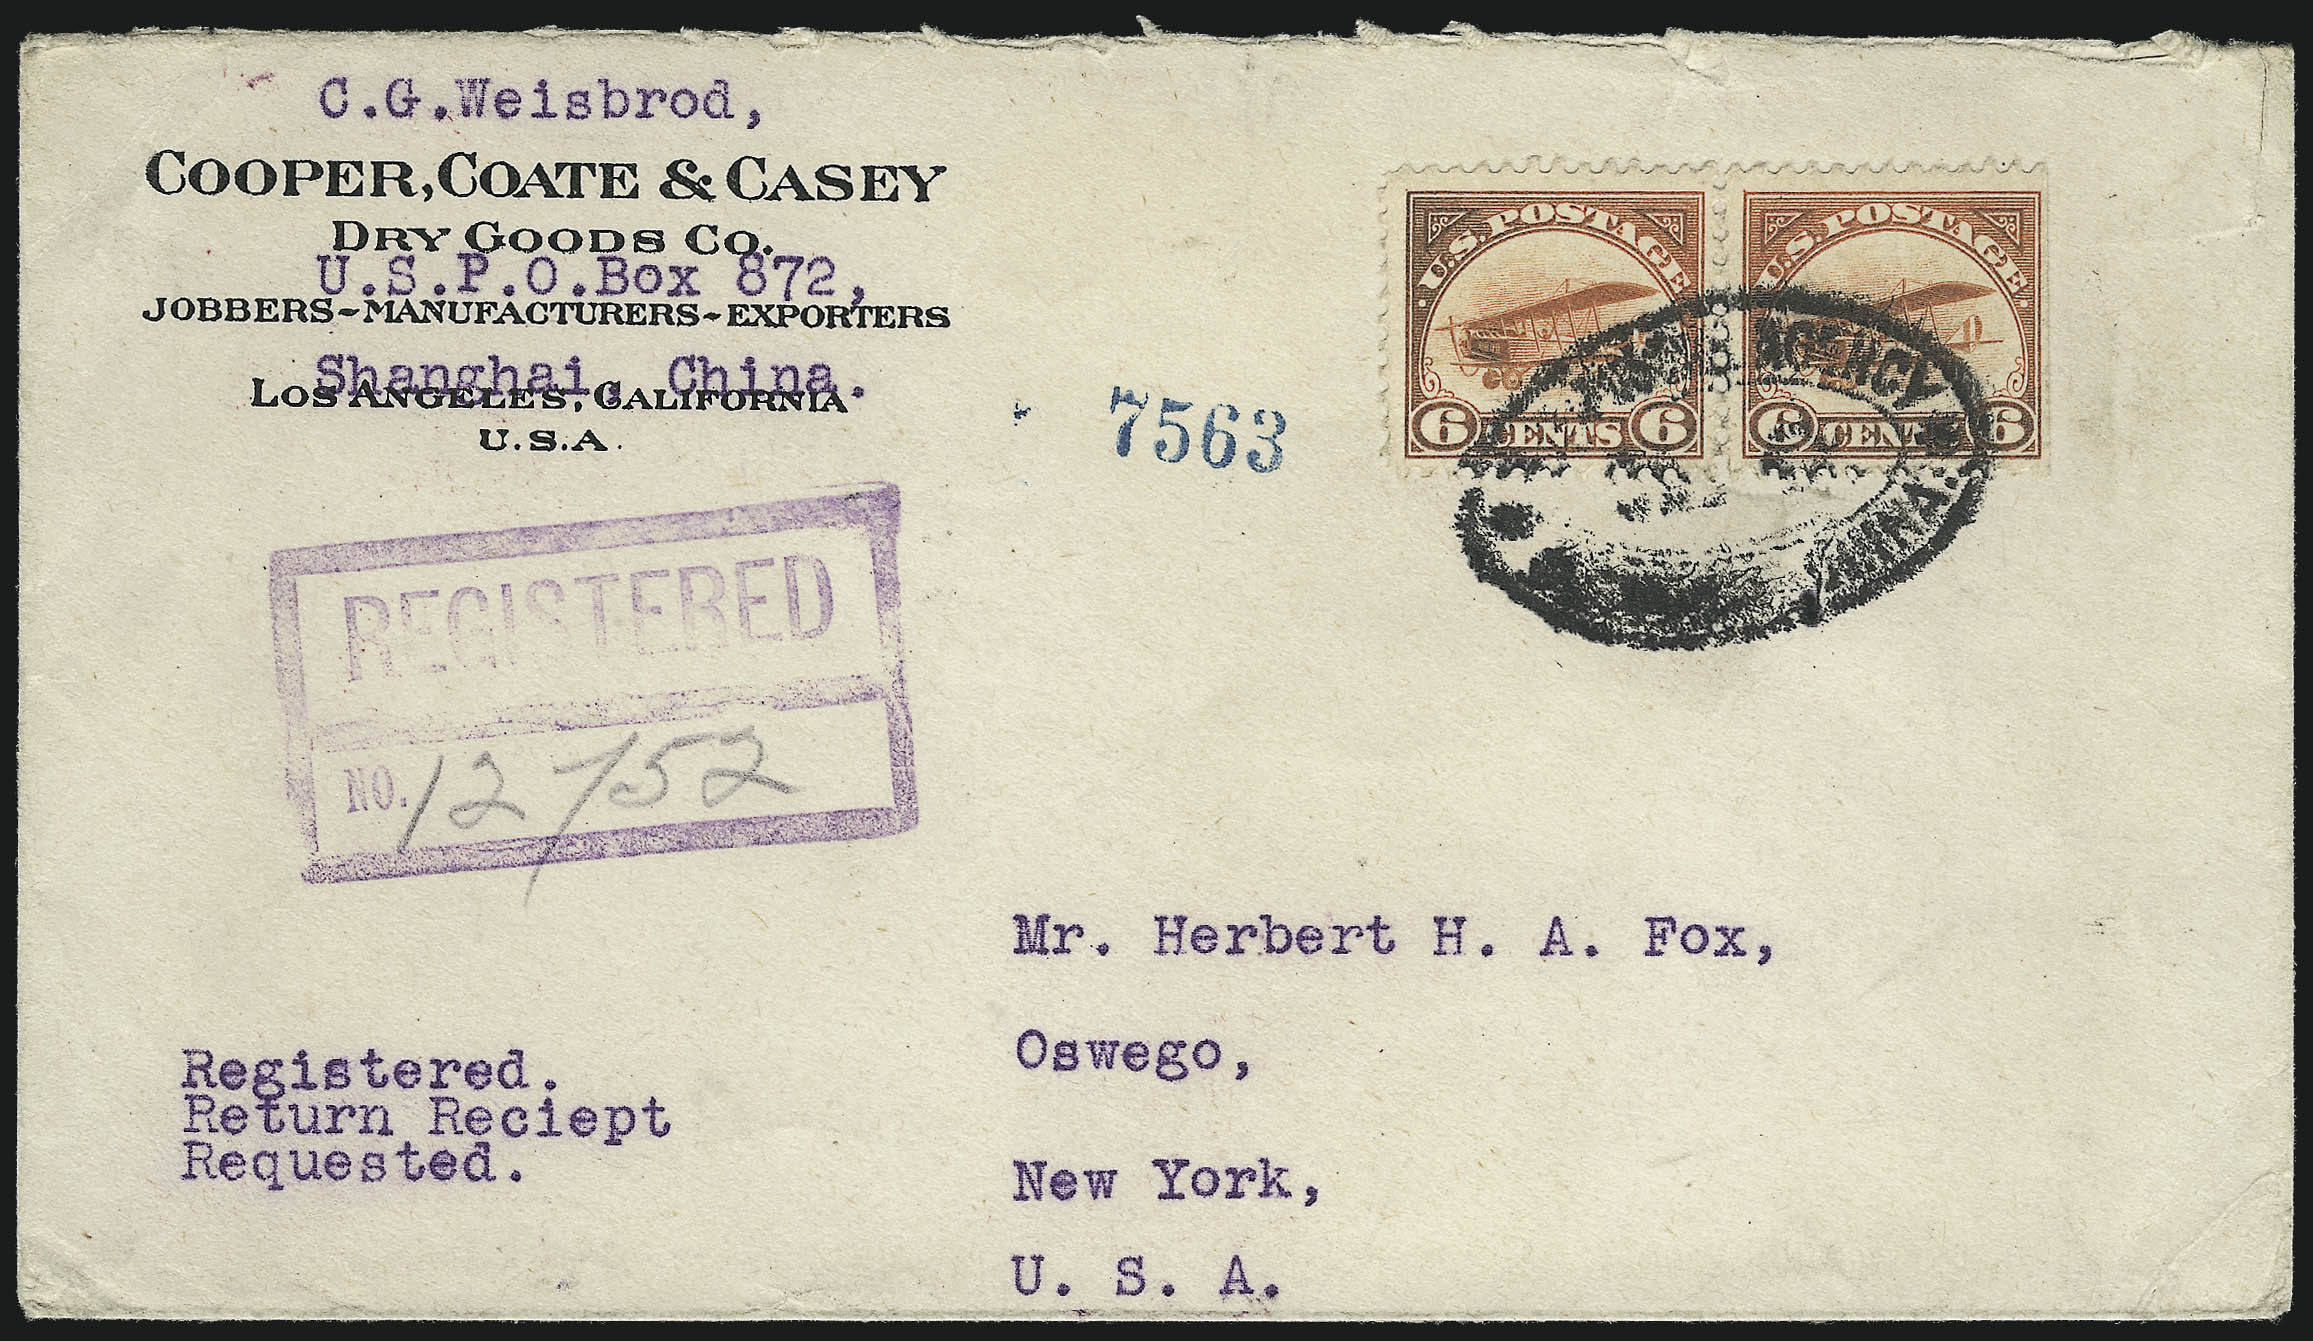 C.G.Weisbrod,
COOPER, COATE & CASEY
DRY GOODS CO.
U.S.P.O.Box 872,
JOBBERS-MANUFACTURERS-EXPORTERS
Shanghai, China.
LOS ANGELES, CALIFORNIA
U.S.A.
7563
U.S. POSTAGE
6 CENTS 6
U.S. POSTAGE
6 CENTS 6
AGENCY
CHINA
REGISTERED
NO. 12752
Mr. Herbert H. A. Fox,
Oswego,
New York,
U. S. A.
Registered.
Return Reciept
Requested.